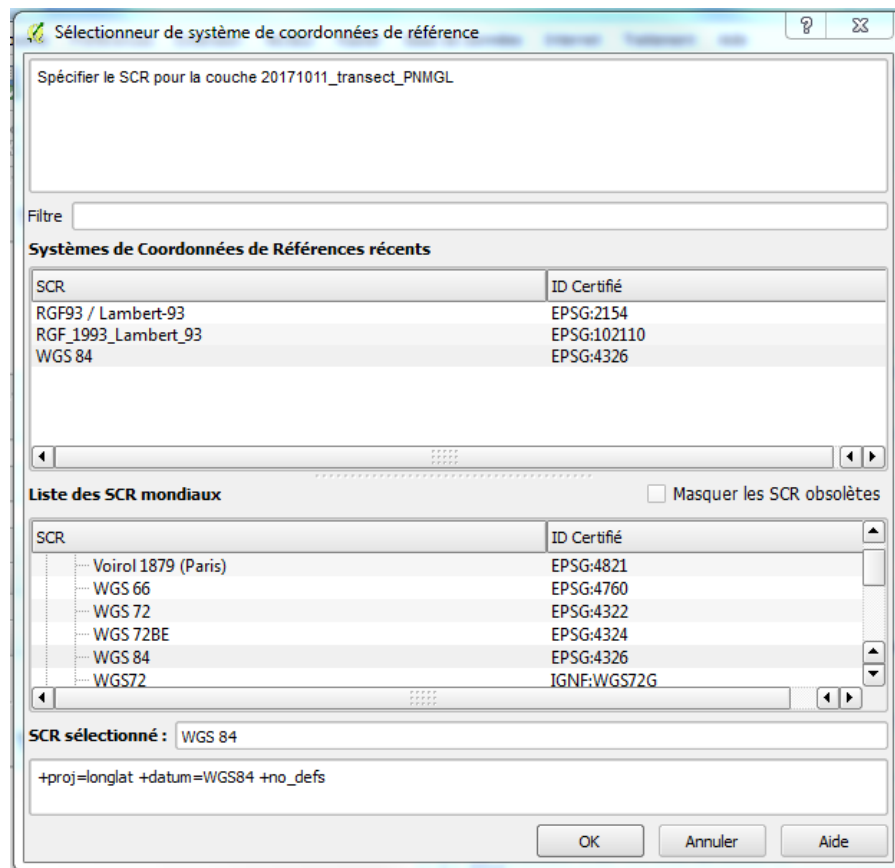 Sélectionneur de système de coordonnées de référence
Spécifier le SCR pour la couche 20171011_transect_PNMGL
Filtre
Systèmes de Coordonnées de Références récents
SCR ID Certifié
RGF93 / Lambert-93 EPSG:2154
RGF_1993_Lambert_93 EPSG:102110
WGS 84 EPSG:4326
Liste des SCR mondiaux Masquer les SCR obsolètes
SCR ID Certifié
Voirol 1879 (Paris) EPSG:4821
WGS 66 EPSG:4760
WGS 72 EPSG:4322
WGS 72BE EPSG:4324
WGS 84 EPSG:4326
WGS72 IGNF:WGS72G
SCR sélectionné : WGS 84
+proj=longlat +datum=WGS84 +no_defs
OK Annuler Aide